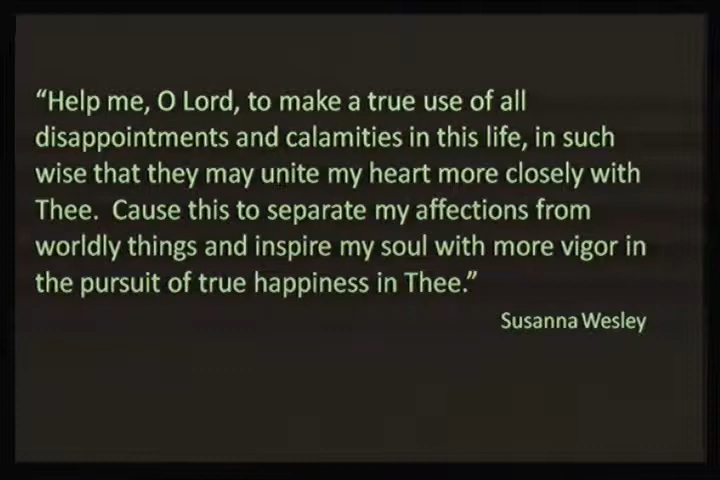 “Help me, O Lord, to make a true use of all
disappointments and calamities in this life, in such
wise that they may unite my heart more closely with
Thee.  Cause this to separate my affections from
worldly things and inspire my soul with more vigor in
the pursuit of true happiness in Thee.”
Susanna Wesley